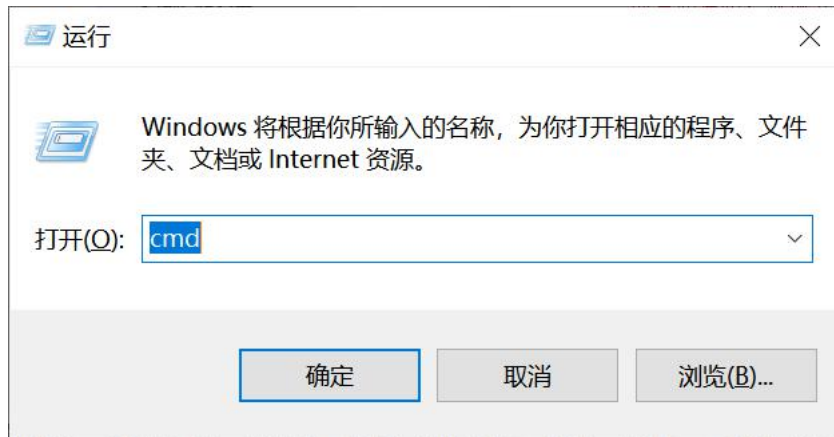 运行
Windows 将根据你所输入的名称，为你打开相应的程序、文件
夹、文档或 Internet 资源。
打开(O): cmd
确定 取消 浏览(B)...